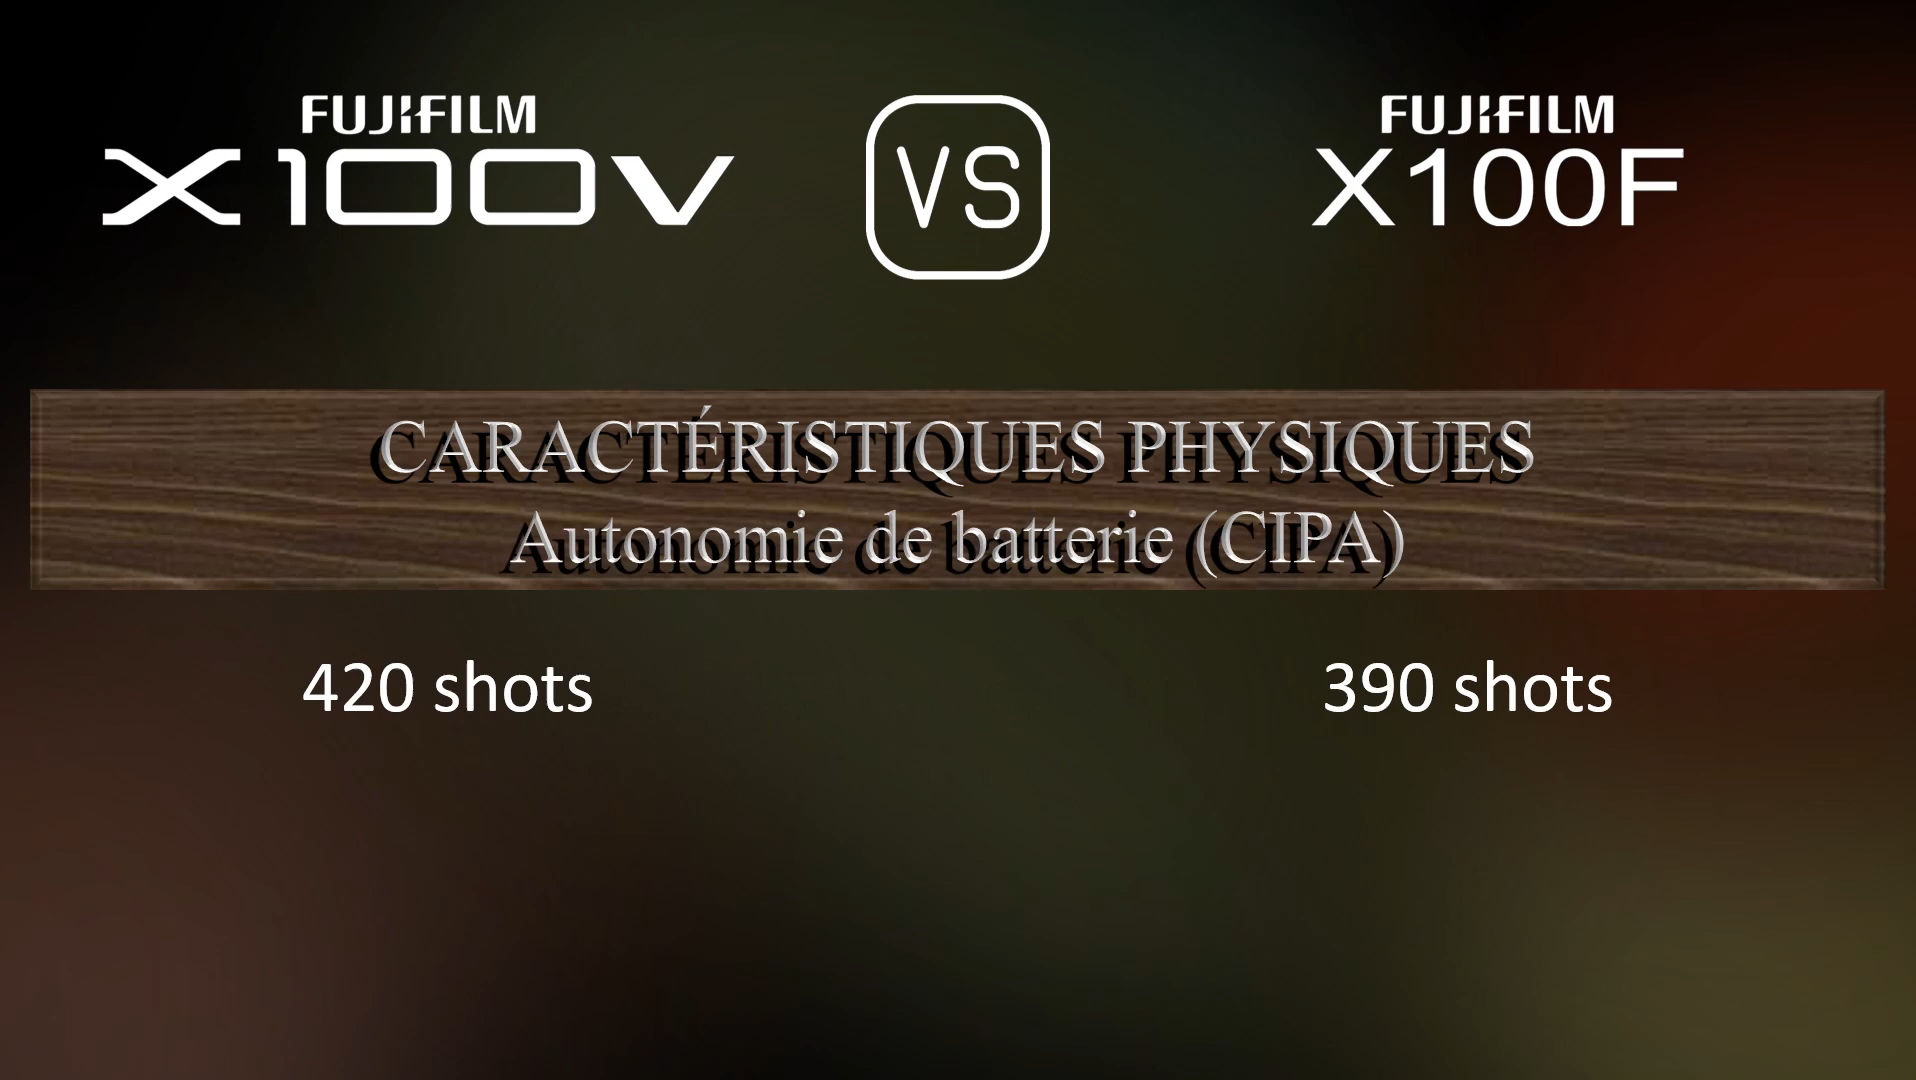 FUJIFILM
X100V
VS
FUJIFILM
X100F
CARACTÉRISTIQUES PHYSIQUES
Autonomie de batterie (CIPA)
420 shots
390 shots